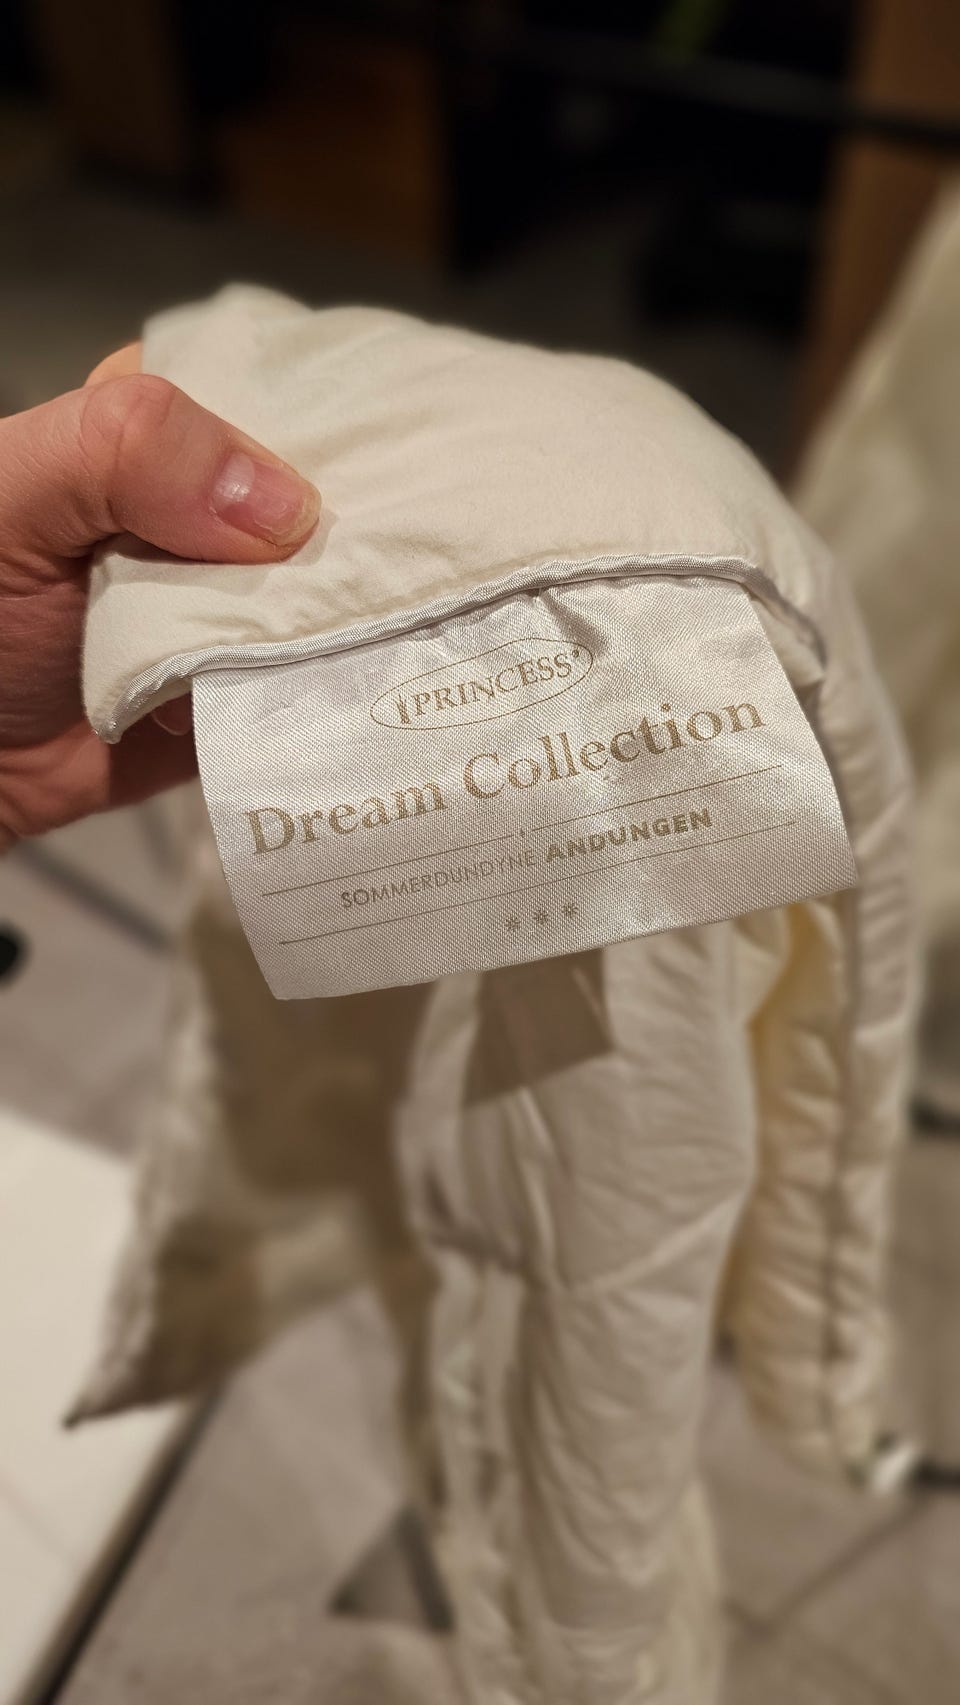 PRINCESS®
Dream Collection
SOMMERDUNDYNE ANDUNGEN
***